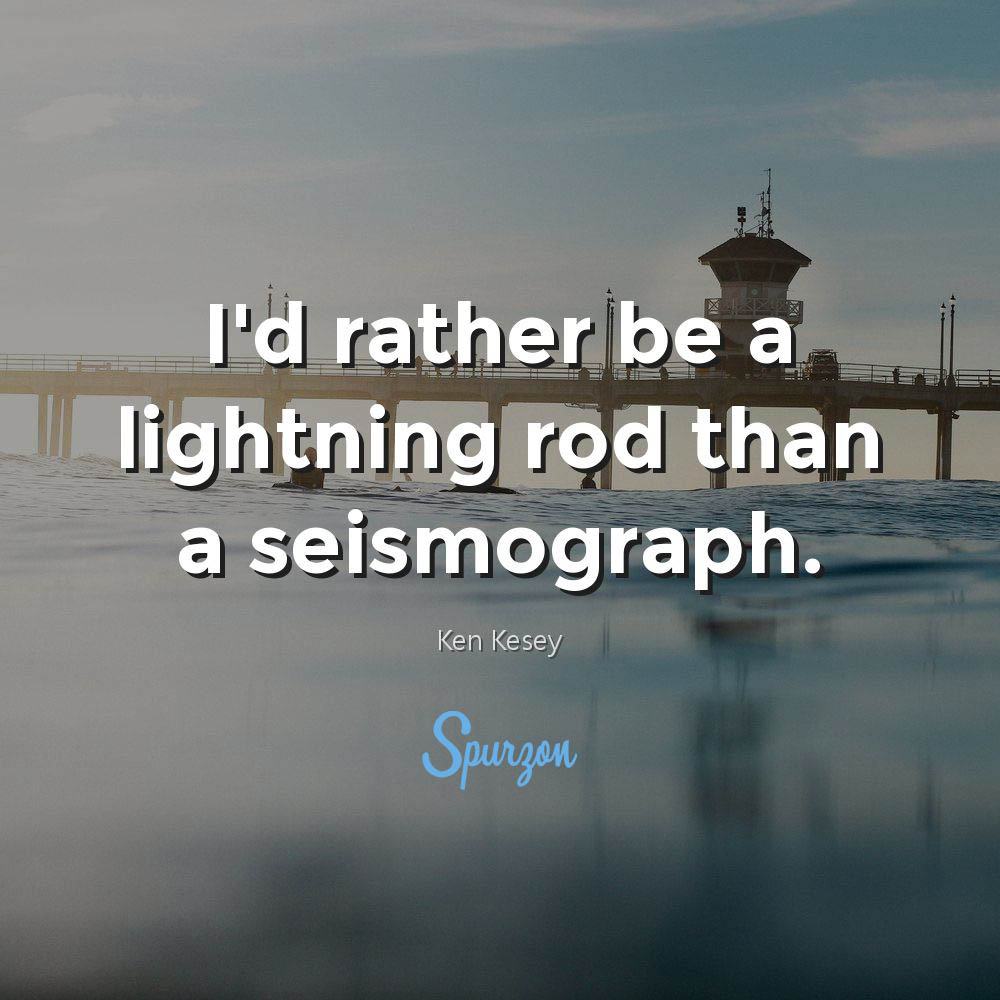 I'd rather be a
lightning rod than
a seismograph.
Ken Kesey
Spurzon